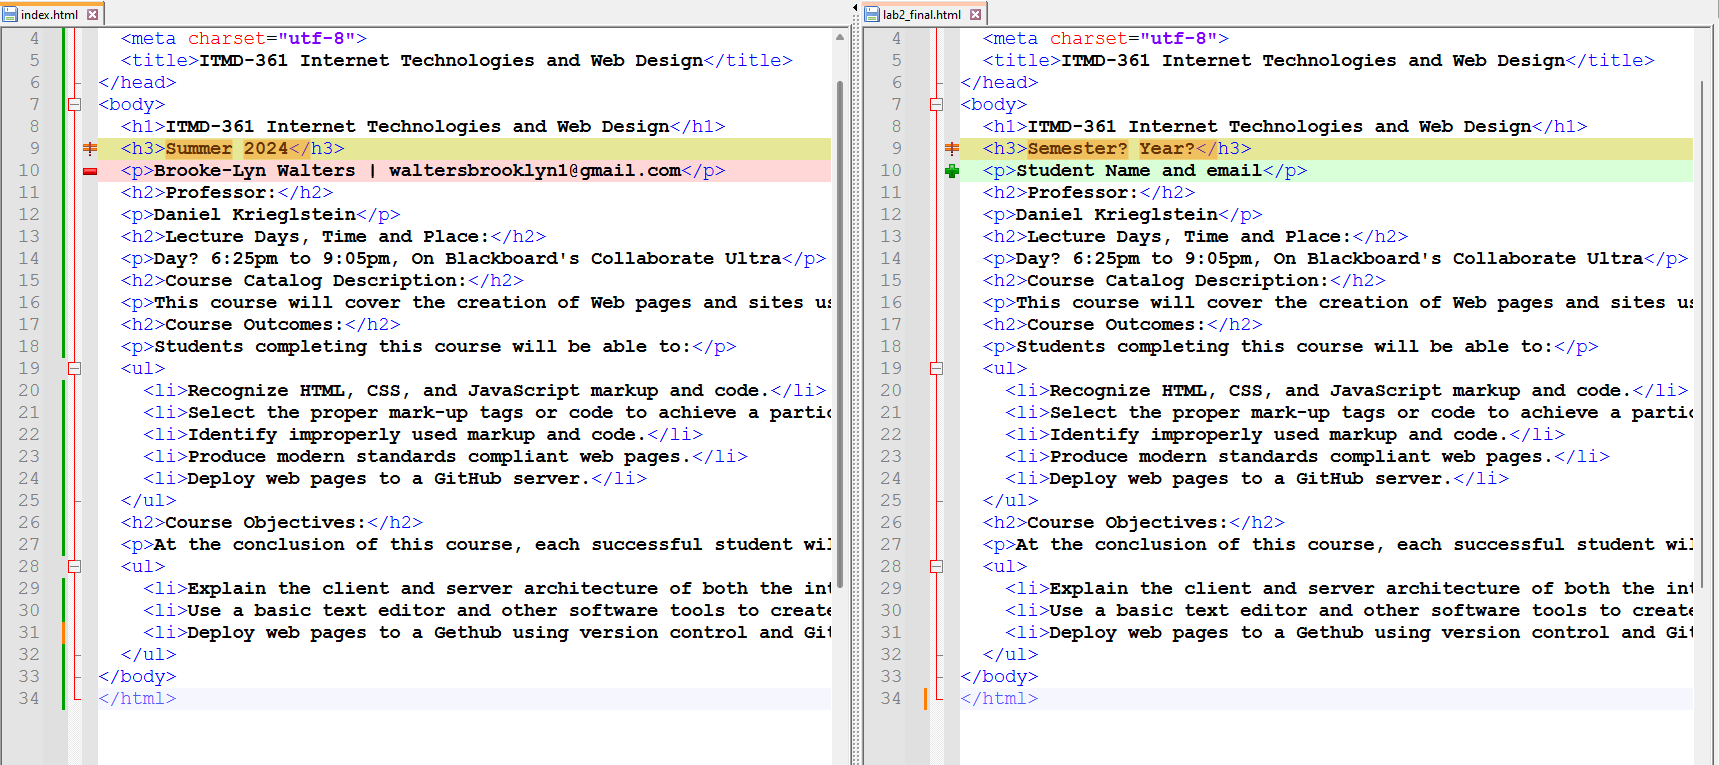 index.html
4 <meta charset="utf-8">
5 <title>ITMD-361 Internet Technologies and Web Design</title>
6 </head>
7 <body>
8 <h1>ITMD-361 Internet Technologies and Web Design</h1>
9 <h3>Summer 2024</h3>
10 <p>Brooke-Lyn Walters | waltersbrooklyn1@gmail.com</p>
11 <h2>Professor:</h2>
12 <p>Daniel Krieglstein</p>
13 <h2>Lecture Days, Time and Place:</h2>
14 <p>Day? 6:25pm to 9:05pm, On Blackboard's Collaborate Ultra</p>
15 <h2>Course Catalog Description:</h2>
16 <p>This course will cover the creation of Web pages and sites us
17 <h2>Course Outcomes:</h2>
18 <p>Students completing this course will be able to:</p>
19 <ul>
20 <li>Recognize HTML, CSS, and JavaScript markup and code.</li>
21 <li>Select the proper mark-up tags or code to achieve a partic
22 <li>Identify improperly used markup and code.</li>
23 <li>Produce modern standards compliant web pages.</li>
24 <li>Deploy web pages to a GitHub server.</li>
25 </ul>
26 <h2>Course Objectives:</h2>
27 <p>At the conclusion of this course, each successful student wil
28 <ul>
29 <li>Explain the client and server architecture of both the int
30 <li>Use a basic text editor and other software tools to create
31 <li>Deploy web pages to a Gethub using version control and Git
32 </ul>
33 </body>
34 </html>
lab2_final.html
4 <meta charset="utf-8">
5 <title>ITMD-361 Internet Technologies and Web Design</title>
6 </head>
7 <body>
8 <h1>ITMD-361 Internet Technologies and Web Design</h1>
9 <h3>Semester? Year?</h3>
10 <p>Student Name and email</p>
11 <h2>Professor:</h2>
12 <p>Daniel Krieglstein</p>
13 <h2>Lecture Days, Time and Place:</h2>
14 <p>Day? 6:25pm to 9:05pm, On Blackboard's Collaborate Ultra</p>
15 <h2>Course Catalog Description:</h2>
16 <p>This course will cover the creation of Web pages and sites us
17 <h2>Course Outcomes:</h2>
18 <p>Students completing this course will be able to:</p>
19 <ul>
20 <li>Recognize HTML, CSS, and JavaScript markup and code.</li>
21 <li>Select the proper mark-up tags or code to achieve a partic
22 <li>Identify improperly used markup and code.</li>
23 <li>Produce modern standards compliant web pages.</li>
24 <li>Deploy web pages to a GitHub server.</li>
25 </ul>
26 <h2>Course Objectives:</h2>
27 <p>At the conclusion of this course, each successful student wil
28 <ul>
29 <li>Explain the client and server architecture of both the int
30 <li>Use a basic text editor and other software tools to create
31 <li>Deploy web pages to a Gethub using version control and Git
32 </ul>
33 </body>
34 </html>